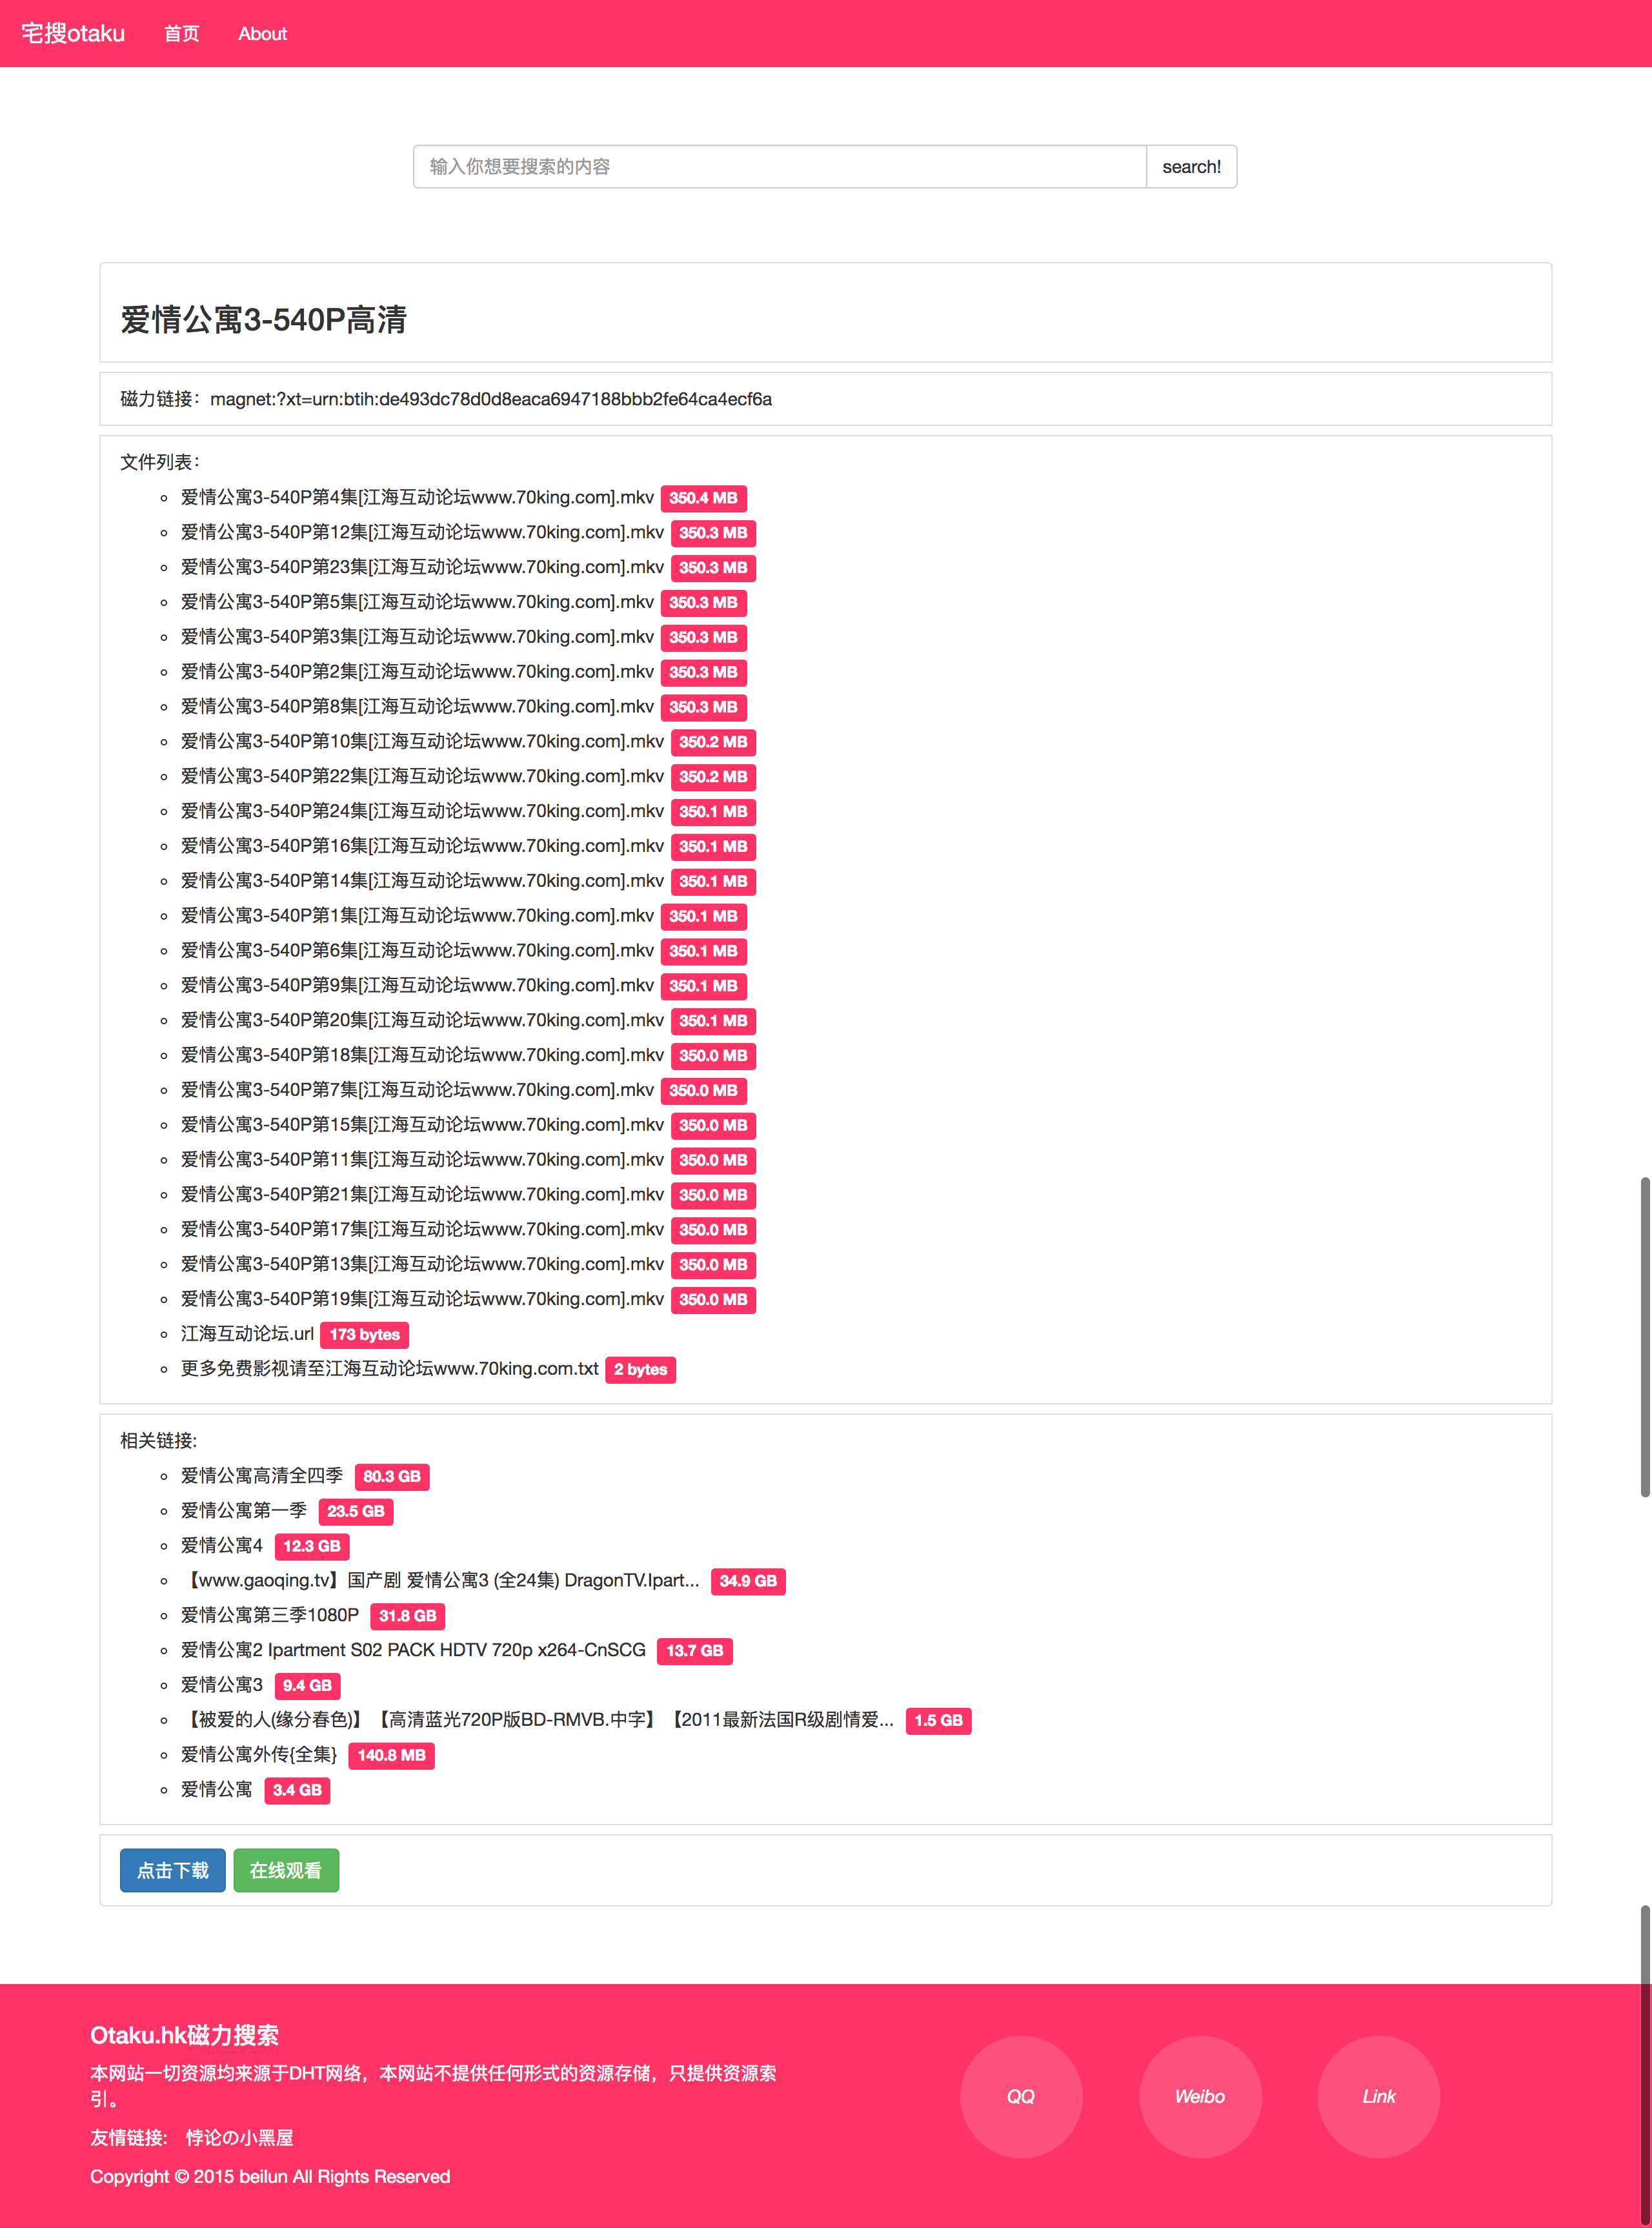 宅搜otaku 首页 About
输入你想要搜索的内容 search!
爱情公寓3-540P高清
磁力链接：magnet:?xt=urn:btih:de493dc78d0d8eaca6947188bbb2fe64ca4ecf6a
文件列表：
爱情公寓3-540P第4集[江海互动论坛www.70king.com].mkv 350.4 MB
爱情公寓3-540P第12集[江海互动论坛www.70king.com].mkv 350.3 MB
爱情公寓3-540P第23集[江海互动论坛www.70king.com].mkv 350.3 MB
爱情公寓3-540P第5集[江海互动论坛www.70king.com].mkv 350.3 MB
爱情公寓3-540P第3集[江海互动论坛www.70king.com].mkv 350.3 MB
爱情公寓3-540P第2集[江海互动论坛www.70king.com].mkv 350.3 MB
爱情公寓3-540P第8集[江海互动论坛www.70king.com].mkv 350.3 MB
爱情公寓3-540P第10集[江海互动论坛www.70king.com].mkv 350.2 MB
爱情公寓3-540P第22集[江海互动论坛www.70king.com].mkv 350.2 MB
爱情公寓3-540P第24集[江海互动论坛www.70king.com].mkv 350.1 MB
爱情公寓3-540P第16集[江海互动论坛www.70king.com].mkv 350.1 MB
爱情公寓3-540P第14集[江海互动论坛www.70king.com].mkv 350.1 MB
爱情公寓3-540P第1集[江海互动论坛www.70king.com].mkv 350.1 MB
爱情公寓3-540P第6集[江海互动论坛www.70king.com].mkv 350.1 MB
爱情公寓3-540P第9集[江海互动论坛www.70king.com].mkv 350.1 MB
爱情公寓3-540P第20集[江海互动论坛www.70king.com].mkv 350.1 MB
爱情公寓3-540P第18集[江海互动论坛www.70king.com].mkv 350.0 MB
爱情公寓3-540P第7集[江海互动论坛www.70king.com].mkv 350.0 MB
爱情公寓3-540P第15集[江海互动论坛www.70king.com].mkv 350.0 MB
爱情公寓3-540P第11集[江海互动论坛www.70king.com].mkv 350.0 MB
爱情公寓3-540P第21集[江海互动论坛www.70king.com].mkv 350.0 MB
爱情公寓3-540P第17集[江海互动论坛www.70king.com].mkv 350.0 MB
爱情公寓3-540P第13集[江海互动论坛www.70king.com].mkv 350.0 MB
爱情公寓3-540P第19集[江海互动论坛www.70king.com].mkv 350.0 MB
江海互动论坛.url 173 bytes
更多免费影视请至江海互动论坛www.70king.com.txt 2 bytes
相关链接:
爱情公寓高清全四季 80.3 GB
爱情公寓第一季 23.5 GB
爱情公寓4 12.3 GB
【www.gaoqing.tv】国产剧 爱情公寓3 (全24集) DragonTV.Ipart... 34.9 GB
爱情公寓第三季1080P 31.8 GB
爱情公寓2 Ipartment S02 PACK HDTV 720p x264-CnSCG 13.7 GB
爱情公寓3 9.4 GB
【被爱的人(缘分春色)】【高清蓝光720P版BD-RMVB.中字】【2011最新法国R级剧情爱... 1.5 GB
爱情公寓外传{全集} 140.8 MB
爱情公寓 3.4 GB
点击下载 在线观看
Otaku.hk磁力搜索
本网站一切资源均来源于DHT网络，本网站不提供任何形式的资源存储，只提供资源索
引。
友情链接： 悖论の小黑屋
Copyright © 2015 beilun All Rights Reserved
QQ Weibo Link